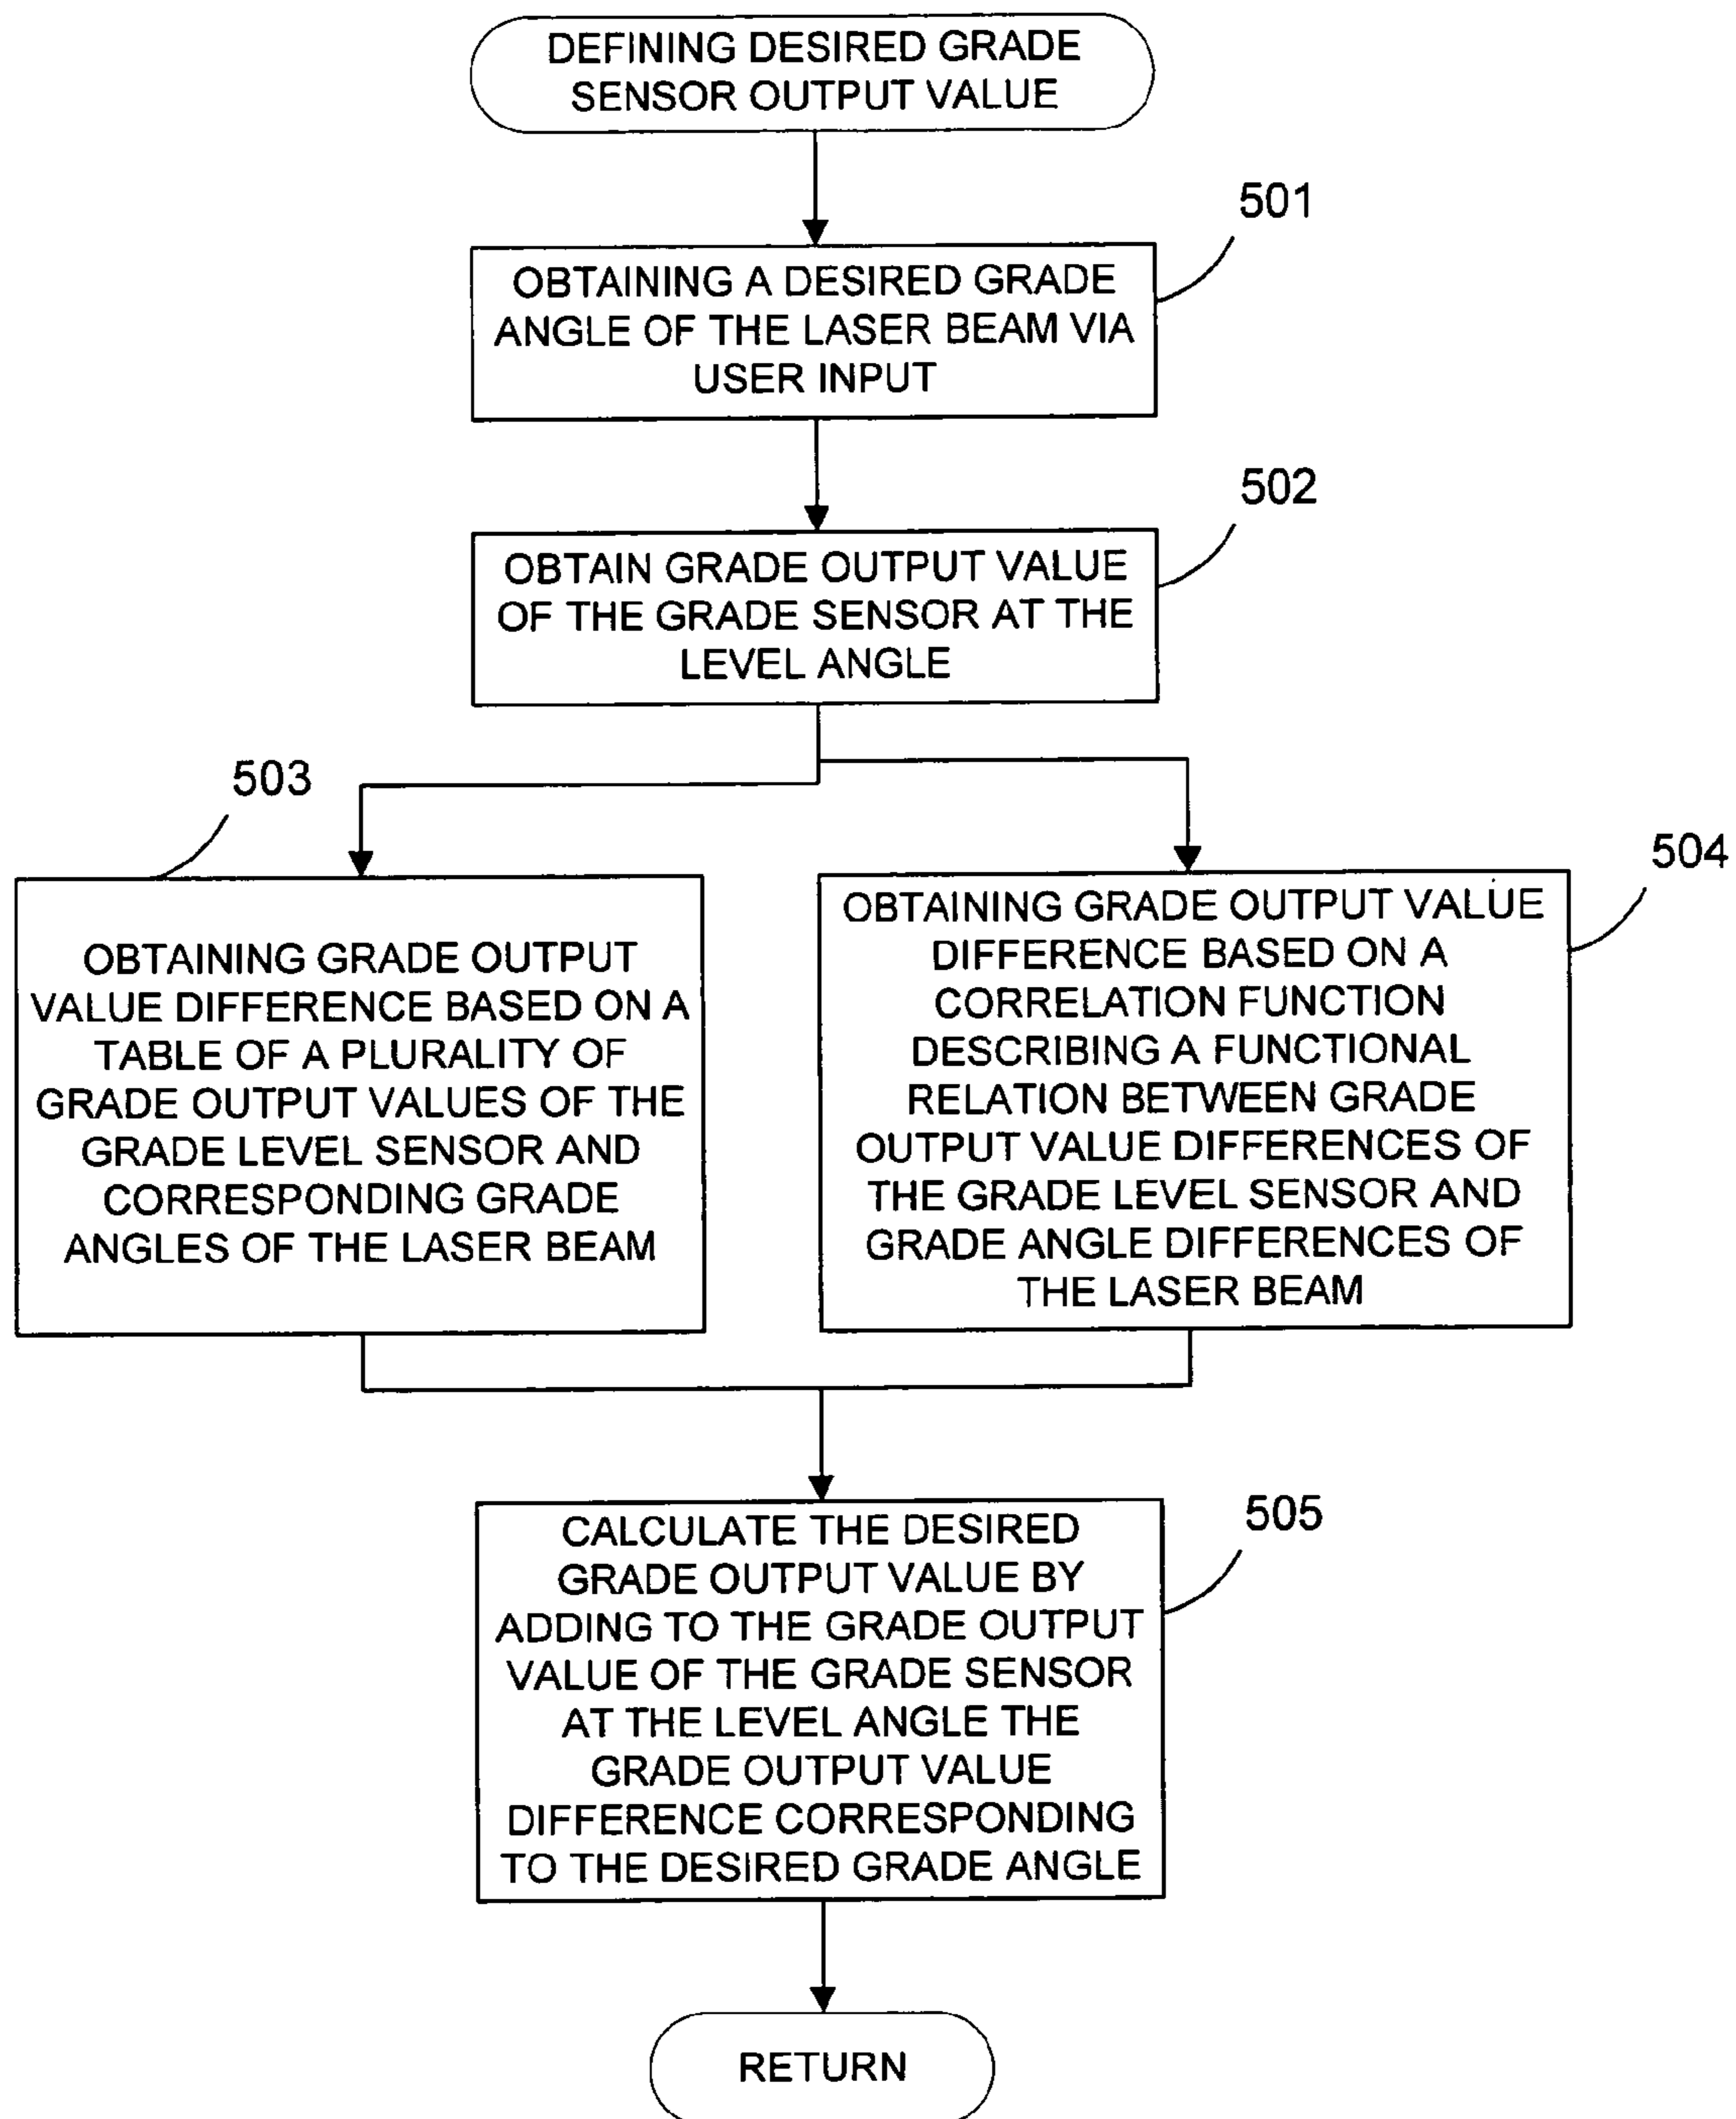 DEFINING DESIRED GRADE
SENSOR OUTPUT VALUE
501
OBTAINING A DESIRED GRADE
ANGLE OF THE LASER BEAM VIA
USER INPUT
502
OBTAIN GRADE OUTPUT VALUE
OF THE GRADE SENSOR AT THE
LEVEL ANGLE
503
OBTAINING GRADE OUTPUT
VALUE DIFFERENCE BASED ON A
TABLE OF A PLURALITY OF
GRADE OUTPUT VALUES OF THE
GRADE LEVEL SENSOR AND
CORRESPONDING GRADE
ANGLES OF THE LASER BEAM
504
OBTAINING GRADE OUTPUT VALUE
DIFFERENCE BASED ON A
CORRELATION FUNCTION
DESCRIBING A FUNCTIONAL
RELATION BETWEEN GRADE
OUTPUT VALUE DIFFERENCES OF
THE GRADE LEVEL SENSOR AND
GRADE ANGLE DIFFERENCES OF
THE LASER BEAM
505
CALCULATE THE DESIRED
GRADE OUTPUT VALUE BY
ADDING TO THE GRADE OUTPUT
VALUE OF THE GRADE SENSOR
AT THE LEVEL ANGLE THE
GRADE OUTPUT VALUE
DIFFERENCE CORRESPONDING
TO THE DESIRED GRADE ANGLE
RETURN